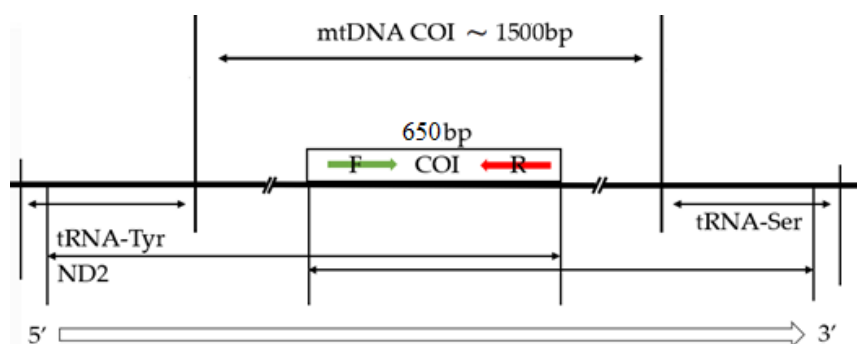 mtDNA COI ~ 1500bp
650bp
F COI R
tRNA-Tyr
tRNA-Ser
ND2
5′ 3′